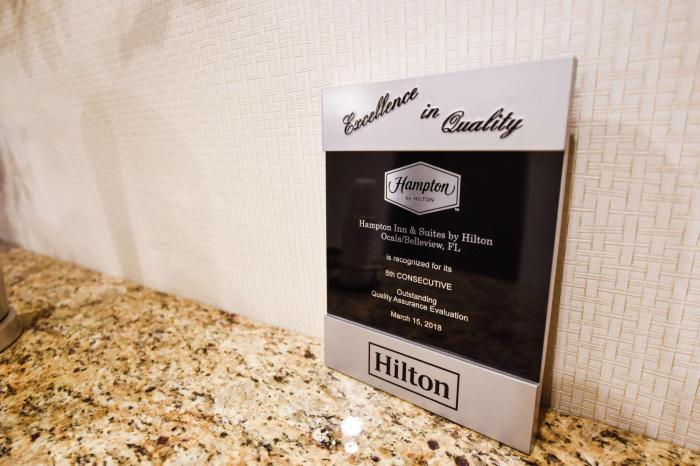 Excellence in Quality
Hampton
by HILTON
TM
Hampton Inn & Suites by Hilton
Ocala/Belleview, FL
is recognized for its
5th CONSECUTIVE
Outstanding
Quality Assurance Evaluation
March 15, 2018
Hilton